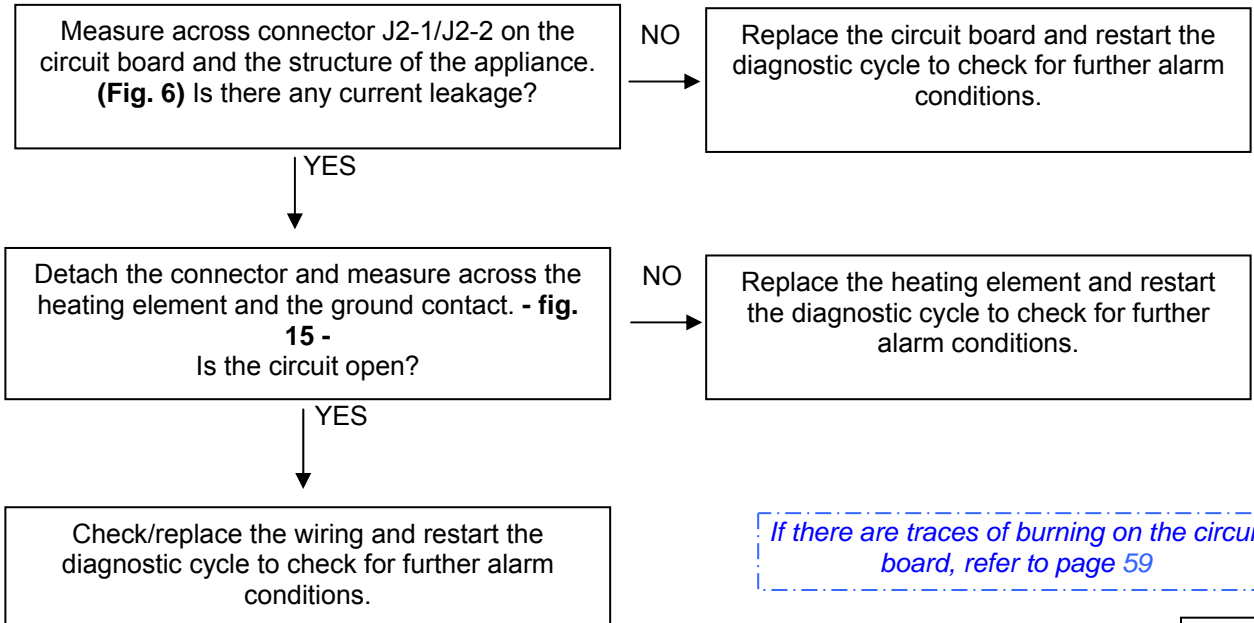 Measure across connector J2-1/J2-2 on the
circuit board and the structure of the appliance.
(Fig. 6) Is there any current leakage?
NO
Replace the circuit board and restart the
diagnostic cycle to check for further alarm
conditions.
YES
Detach the connector and measure across the
heating element and the ground contact. - fig.
15 -
Is the circuit open?
NO
Replace the heating element and restart
the diagnostic cycle to check for further
alarm conditions.
YES
Check/replace the wiring and restart the
diagnostic cycle to check for further alarm
conditions.
If there are traces of burning on the circui
board, refer to page 59